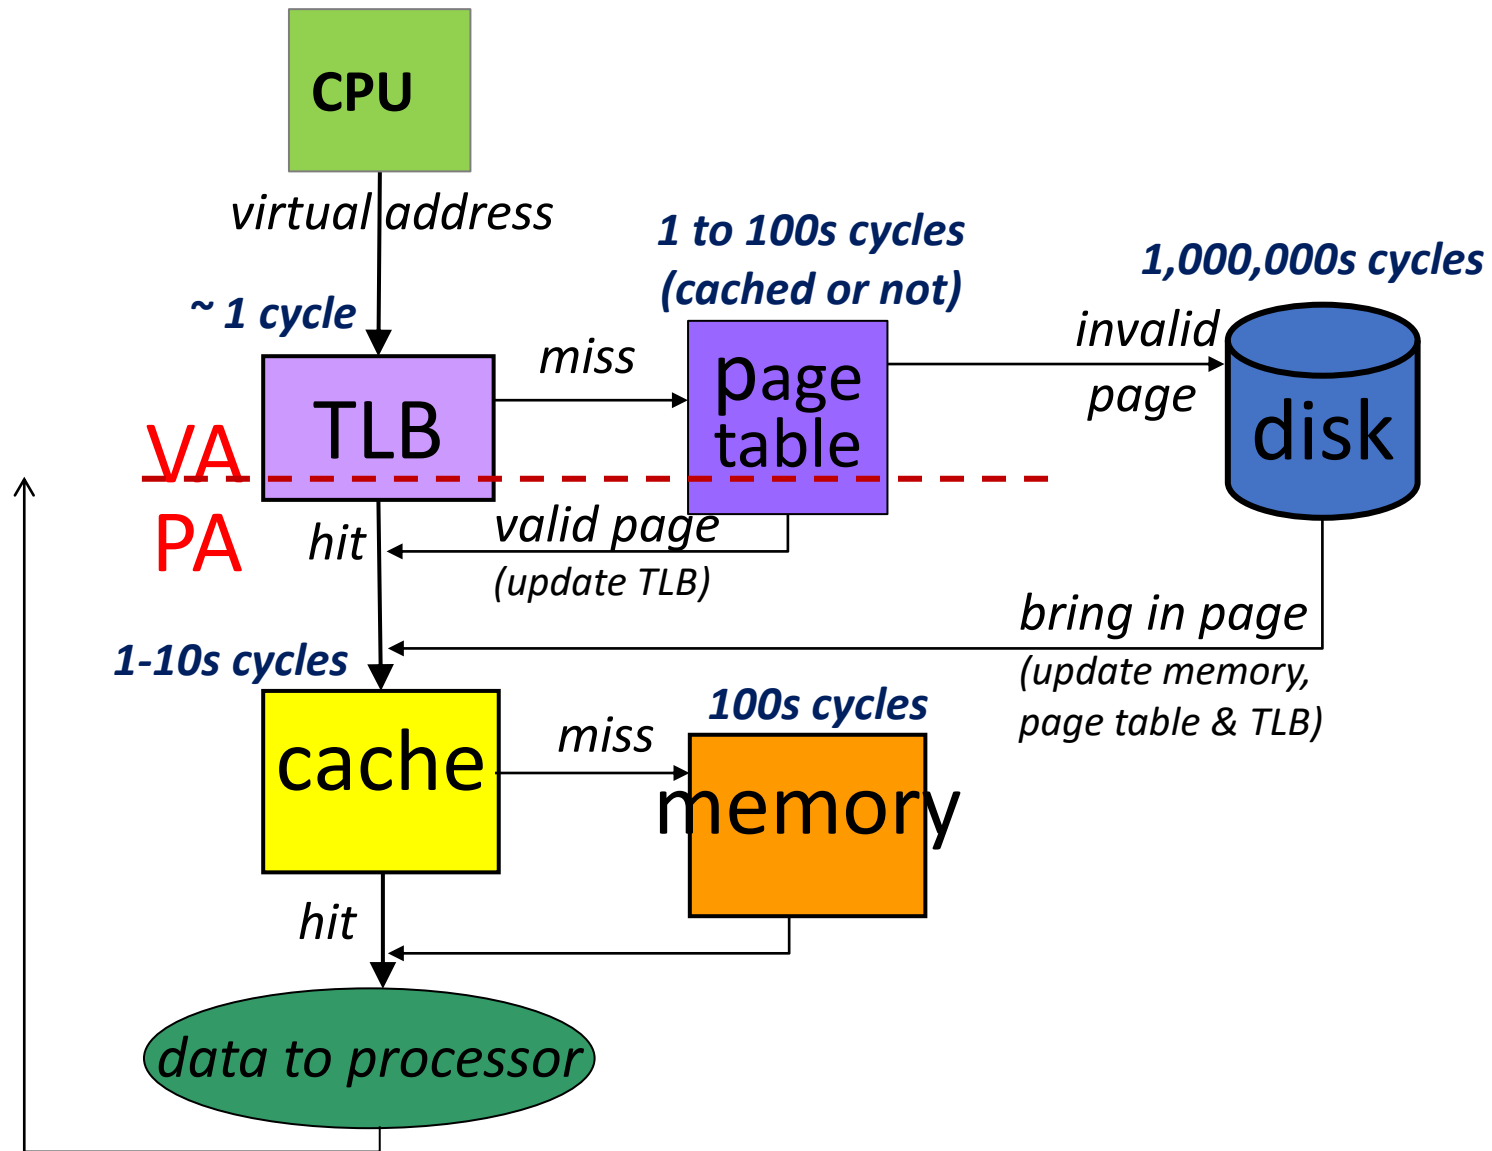 CPU
virtual address
1 to 100s cycles
(cached or not)
1,000,000s cycles
~ 1 cycle
miss
invalid
page
page
table
disk
TLB
VA
PA
hit
valid page
(update TLB)
bring in page
(update memory,
page table & TLB)
1-10s cycles
100s cycles
miss
cache
memory
hit
data to processor